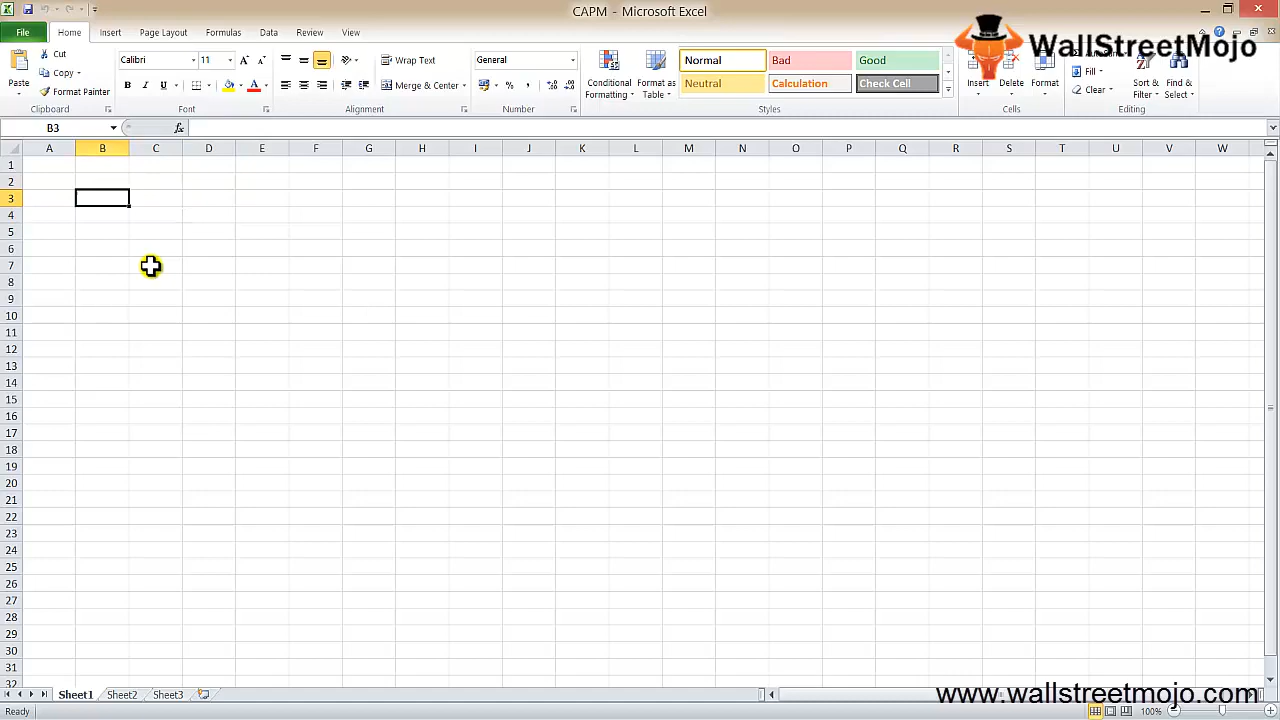 CAPM - Microsoft Excel
File Home Insert Page Layout Formulas Data Review View
WallStreetMojo
Cut
Copy
Format Painter
Paste
Clipboard
Calibri 11
B I U
Font
Wrap Text
Merge & Center
Alignment
General
% ,
Number
Conditional Formatting
Format as Table
Normal Bad Good
Neutral Calculation Check Cell
Styles
Insert Delete Format
Cells
Fill
Clear
Sort & Filter
Find & Select
Editing
B3 fx
A B C D E F G H I J K L M N O P Q R S T U V W
1
2
3
4
5
6
7
8
9
10
11
12
13
14
15
16
17
18
19
20
21
22
23
24
25
26
27
28
29
30
31
32
Sheet1 Sheet2 Sheet3
www.wallstreetmojo.com
Ready 100%